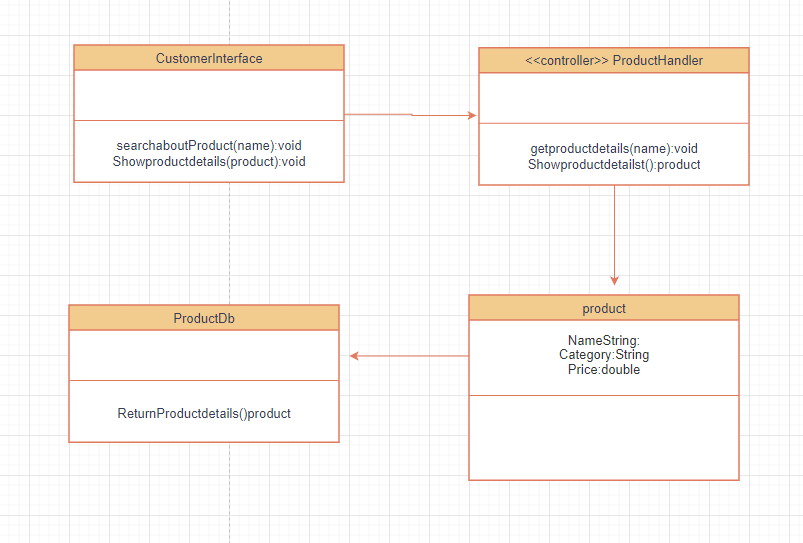 CustomerInterface
searchaboutProduct(name):void
Showproductdetails(product):void
<<controller>> ProductHandler
getproductdetails(name):void
Showproductdetailst():product
ProductDb
ReturnProductdetails()product
product
NameString:
Category:String
Price:double